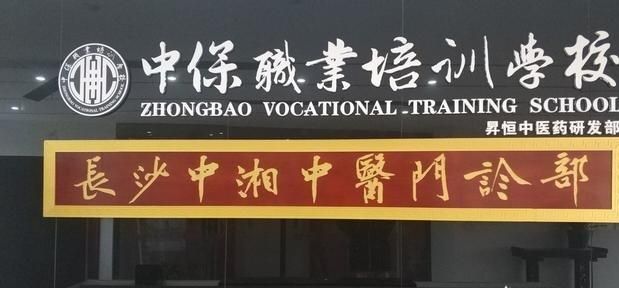 中保職業培训學校
ZHONGBAO VOCATIONAL TRAINING SCHOOL
昇恒中医药研发部
長沙中湘中醫門診部